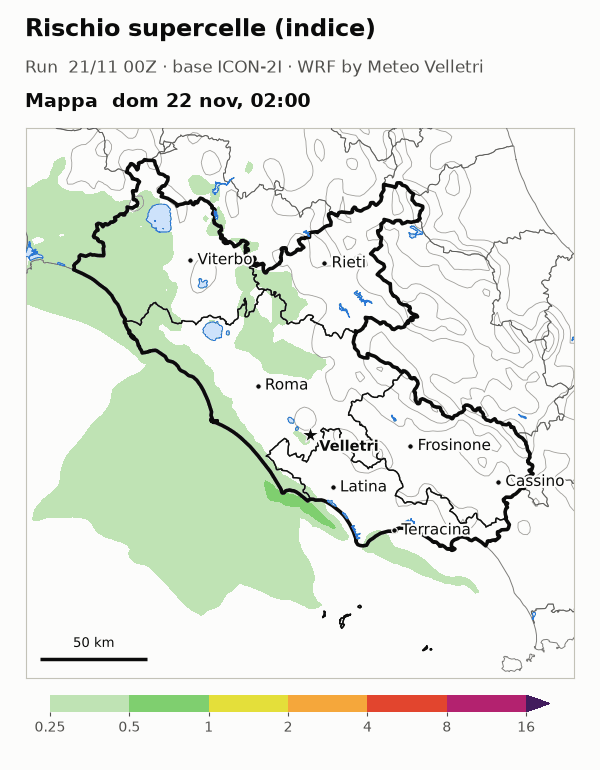 Rischio supercelle (indice)
Run  21/11 00Z · base ICON-2I · WRF by Meteo Velletri
Mappa  dom 22 nov, 02:00
Viterbo
Rieti
Roma
Velletri
Frosinone
Latina
Cassino
Terracina
50 km
0.25 0.5 1 2 4 8 16